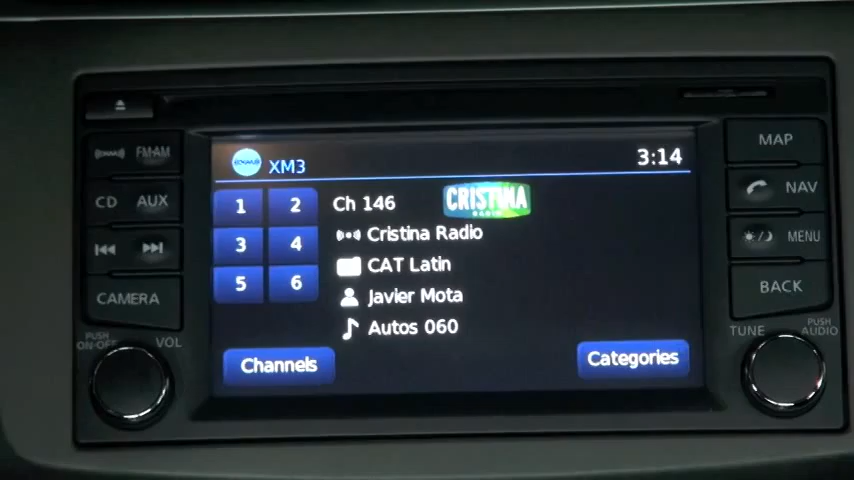 FM·AM
CD AUX
CAMERA
PUSH
ON·OFF
VOL
XM3
3:14
1 2
3 4
5 6
Ch 146
CRISTINA
RADIO
Cristina Radio
CAT Latin
Javier Mota
Autos 060
Channels
Categories
MAP
NAV
MENU
BACK
TUNE
PUSH
AUDIO